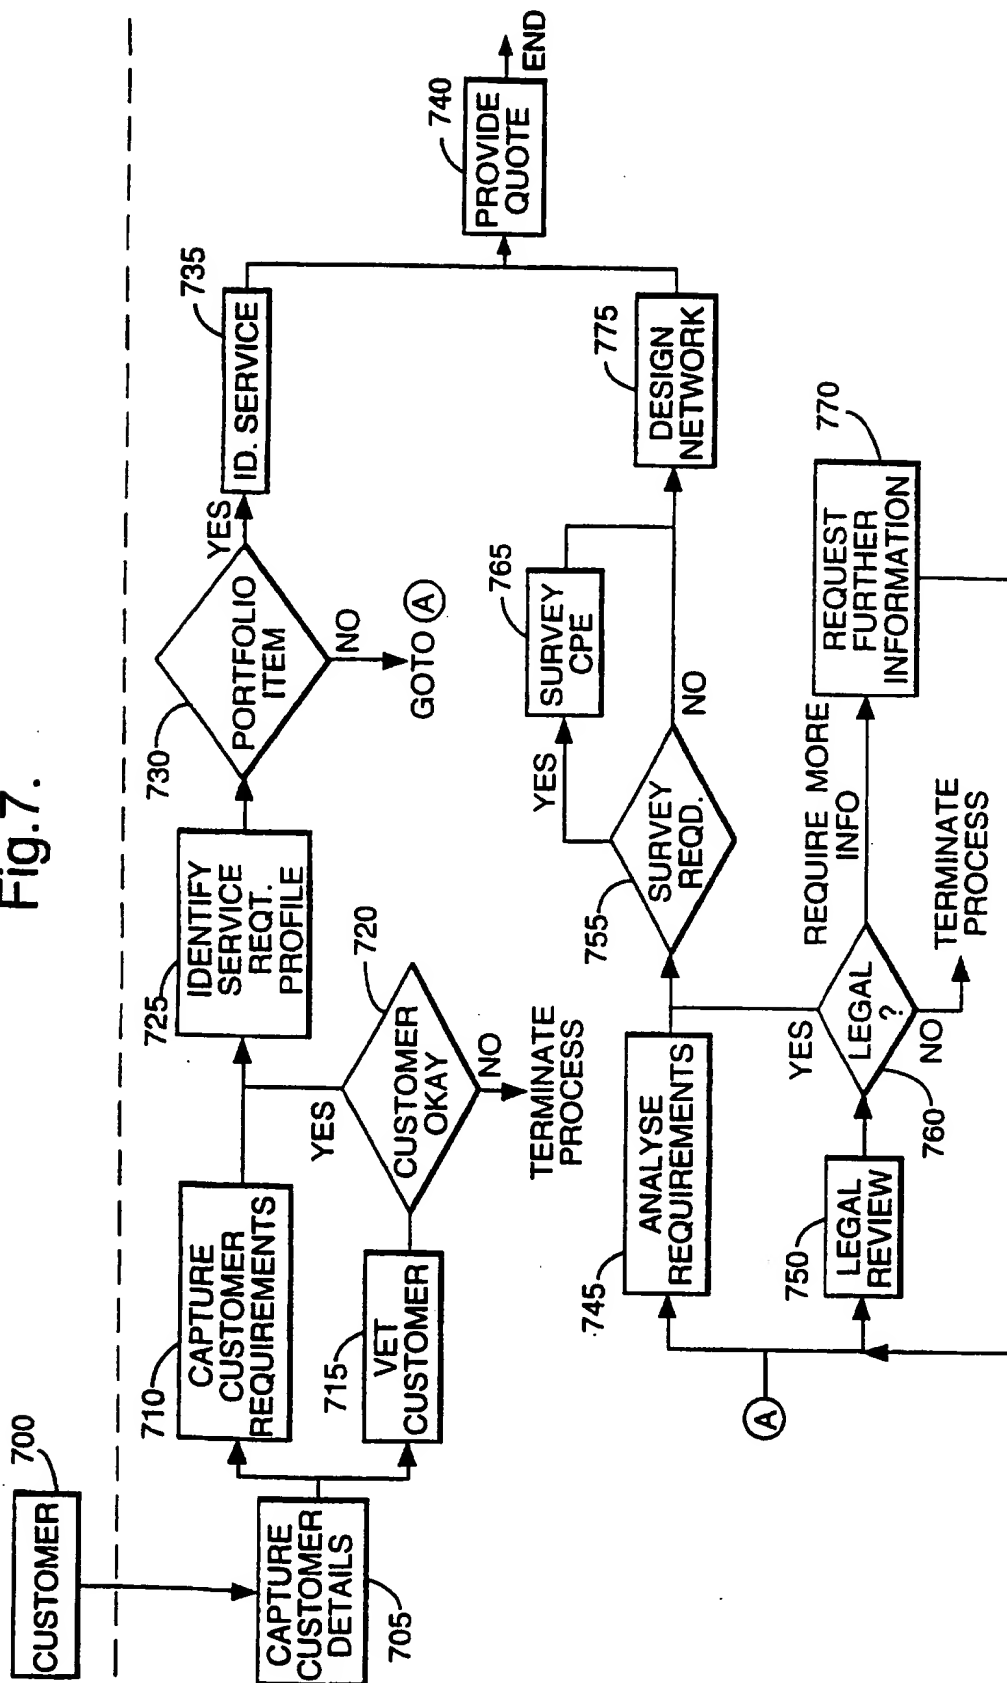 Fig.7.
CUSTOMER
700
CAPTURE
CUSTOMER
DETAILS
705
710
CAPTURE
CUSTOMER
REQUIREMENTS
715
VET
CUSTOMER
720
CUSTOMER
OKAY
YES
NO
TERMINATE
PROCESS
725
IDENTIFY
SERVICE
REQT.
PROFILE
730
PORTFOLIO
ITEM
YES
NO
GOTO A
735
ID. SERVICE
740
PROVIDE
QUOTE
END
A
745
ANALYSE
REQUIREMENTS
750
LEGAL
REVIEW
755
SURVEY
REQD.
YES
NO
760
LEGAL
?
YES
NO
TERMINATE
PROCESS
REQUIRE MORE
INFO
765
SURVEY
CPE
770
REQUEST
FURTHER
INFORMATION
775
DESIGN
NETWORK